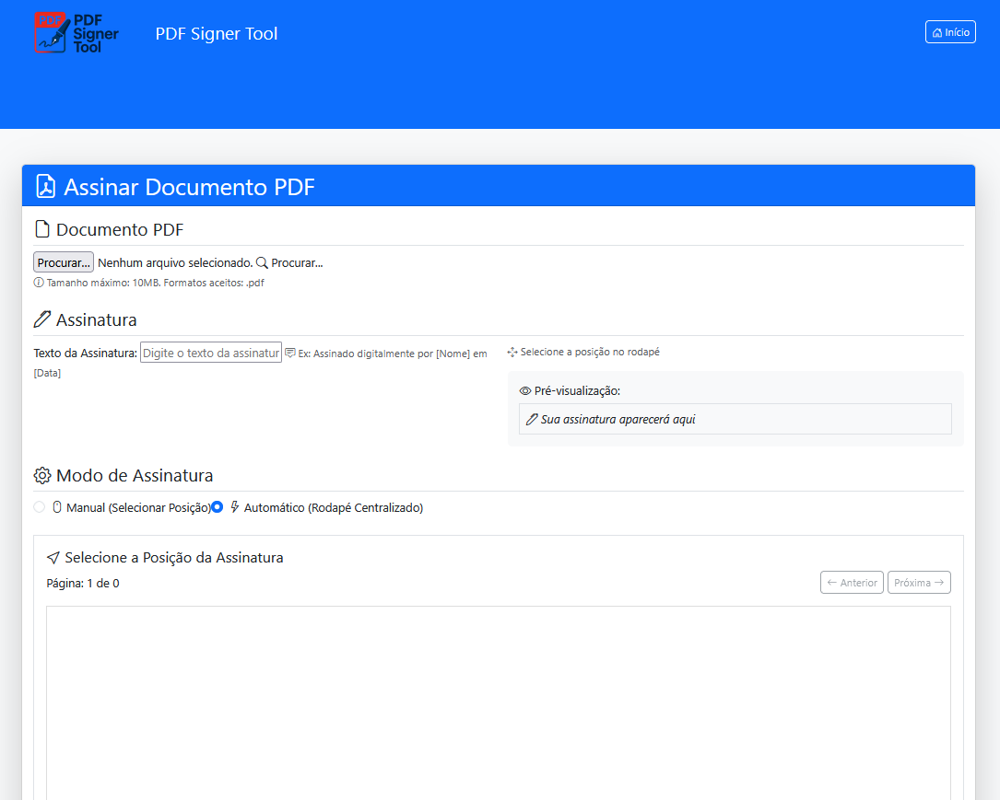 PDF
PDF
Signer
Tool
PDF Signer Tool
Início
Assinar Documento PDF
Documento PDF
Procurar... Nenhum arquivo selecionado. Procurar...
Tamanho máximo: 10MB. Formatos aceitos: .pdf
Assinatura
Texto da Assinatura: Digite o texto da assinatur Ex: Assinado digitalmente por [Nome] em
[Data]
Selecione a posição no rodapé
Pré-visualização:
Sua assinatura aparecerá aqui
Modo de Assinatura
Manual (Selecionar Posição) Automático (Rodapé Centralizado)
Selecione a Posição da Assinatura
Página: 1 de 0
← Anterior Próxima →